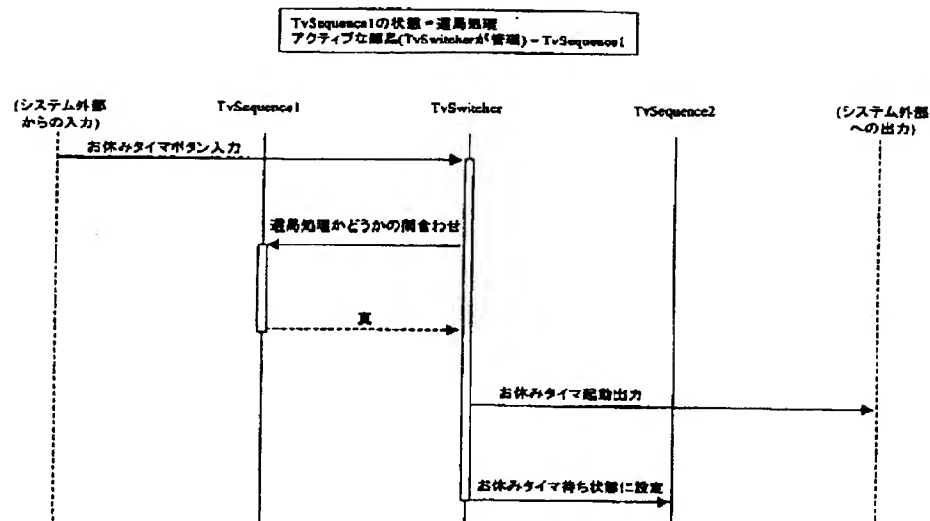 TvSequence1の状態=選局処理
アクティブな部品(TvSwitcherが管理)=TvSequence1
(システム外部
からの入力)
TvSequence1
TvSwitcher
TvSequence2
(システム外部
への出力)
お休みタイマボタン入力
選局処理かどうかの問合わせ
真
お休みタイマ起動出力
お休みタイマ待ち状態に設定